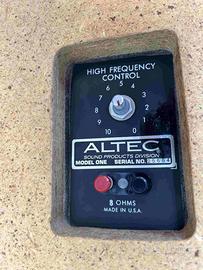 HIGH FREQUENCY
CONTROL
5
6 4
7 3
8 2
9 1
10 0
ALTEC
SOUND PRODUCTS DIVISION
MODEL ONE SERIAL NO.
8 OHMS
MADE IN U.S.A.